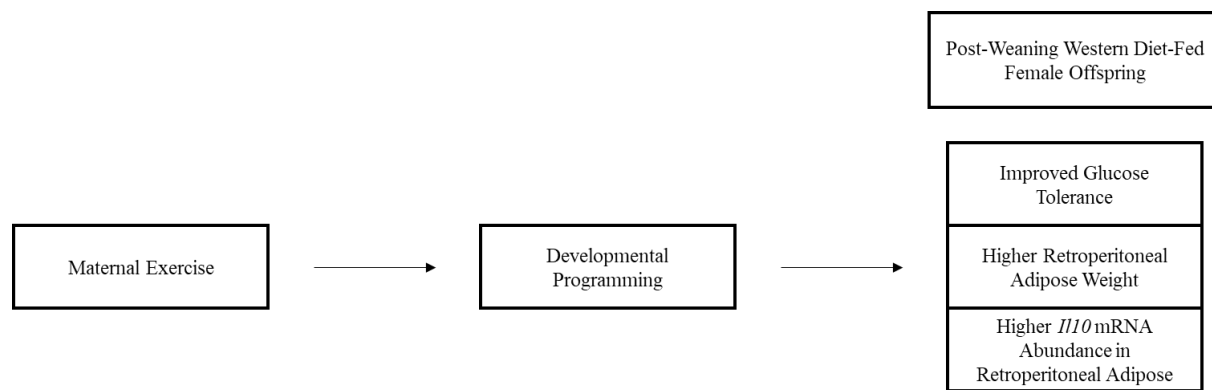 Post-Weaning Western Diet-Fed
Female Offspring
Improved Glucose
Tolerance
Maternal Exercise
Developmental
Programming
Higher Retroperitoneal
Adipose Weight
Higher Il10 mRNA
Abundance in
Retroperitoneal Adipose